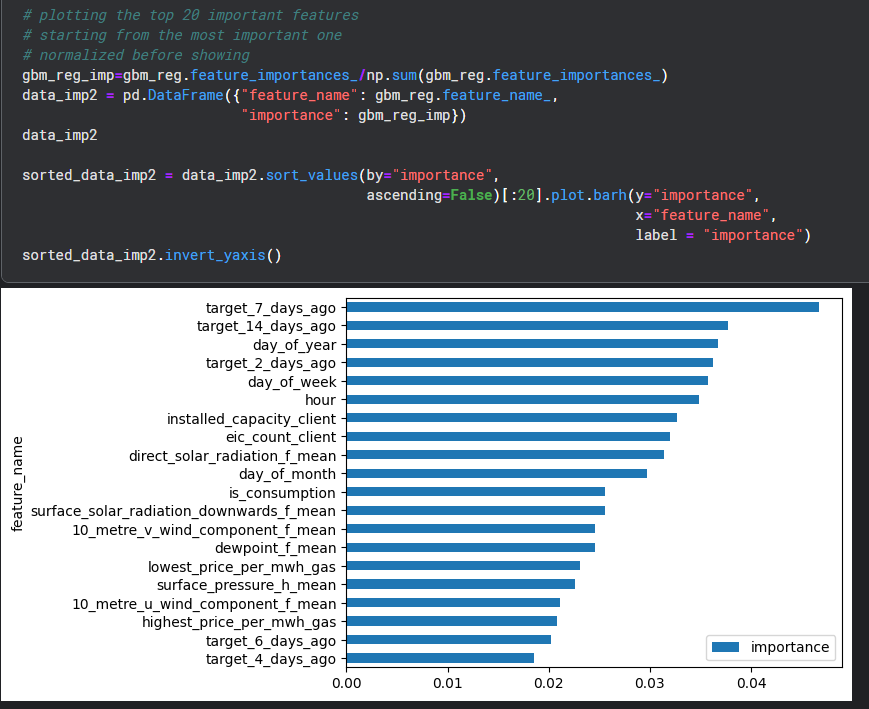 # plotting the top 20 important features
# starting from the most important one
# normalized before showing
gbm_reg_imp=gbm_reg.feature_importances_/np.sum(gbm_reg.feature_importances_)
data_imp2 = pd.DataFrame({"feature_name": gbm_reg.feature_name_,
"importance": gbm_reg_imp})
data_imp2
sorted_data_imp2 = data_imp2.sort_values(by="importance",
ascending=False)[:20].plot.barh(y="importance",
x="feature_name",
label = "importance")
sorted_data_imp2.invert_yaxis()
feature_name
target_7_days_ago
target_14_days_ago
day_of_year
target_2_days_ago
day_of_week
hour
installed_capacity_client
eic_count_client
direct_solar_radiation_f_mean
day_of_month
is_consumption
surface_solar_radiation_downwards_f_mean
10_metre_v_wind_component_f_mean
dewpoint_f_mean
lowest_price_per_mwh_gas
surface_pressure_h_mean
10_metre_u_wind_component_f_mean
highest_price_per_mwh_gas
target_6_days_ago
target_4_days_ago
importance
0.00 0.01 0.02 0.03 0.04